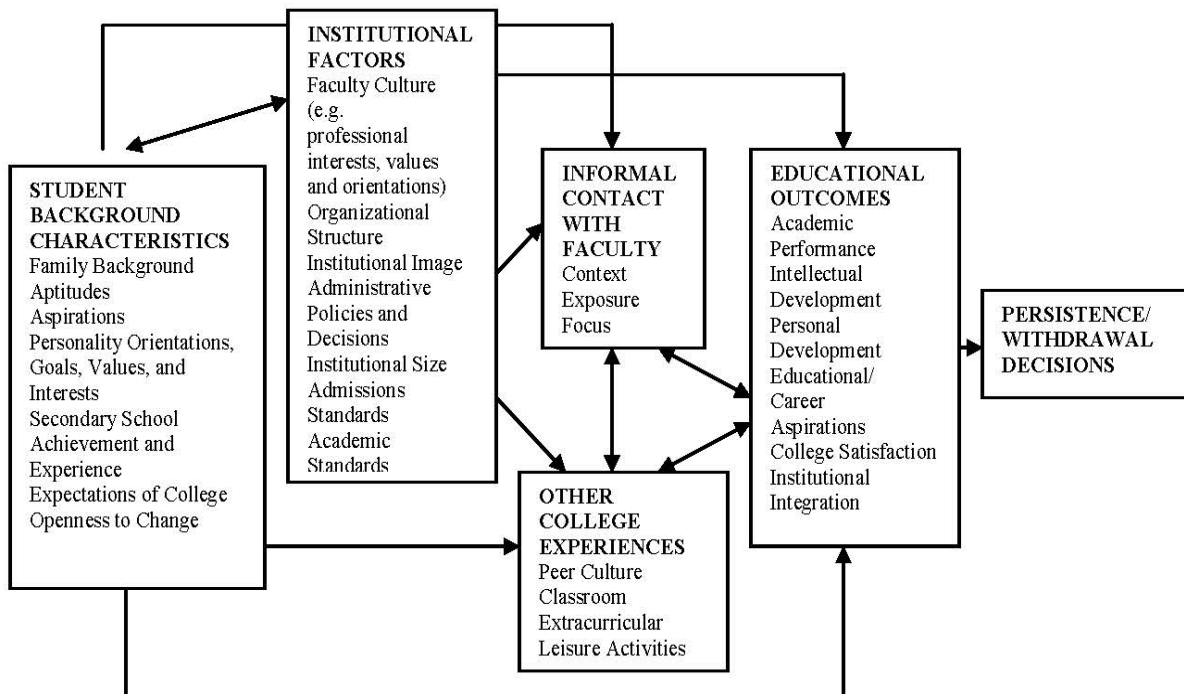 STUDENT
BACKGROUND
CHARACTERISTICS
Family Background
Aptitudes
Aspirations
Personality Orientations,
Goals, Values, and
Interests
Secondary School
Achievement and
Experience
Expectations of College
Openness to Change
INSTITUTIONAL
FACTORS
Faculty Culture
(e.g.
professional
interests, values
and orientations)
Organizational
Structure
Institutional Image
Administrative
Policies and
Decisions
Institutional Size
Admissions
Standards
Academic
Standards
INFORMAL
CONTACT
WITH
FACULTY
Context
Exposure
Focus
OTHER
COLLEGE
EXPERIENCES
Peer Culture
Classroom
Extracurricular
Leisure Activities
EDUCATIONAL
OUTCOMES
Academic
Performance
Intellectual
Development
Personal
Development
Educational/
Career
Aspirations
College Satisfaction
Institutional
Integration
PERSISTENCE/
WITHDRAWAL
DECISIONS